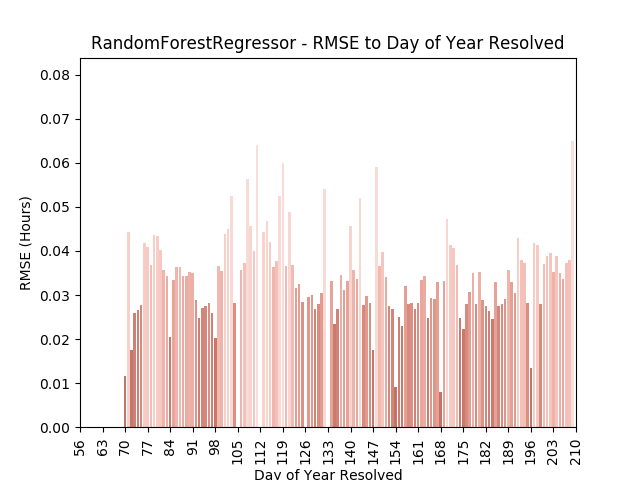 RandomForestRegressor - RMSE to Day of Year Resolved
0.08
0.07
0.06
0.05
0.04
0.03
0.02
0.01
0.00
RMSE (Hours)
56 63 70 77 84 91 98 105 112 119 126 133 140 147 154 161 168 175 182 189 196 203 210
Day of Year Resolved